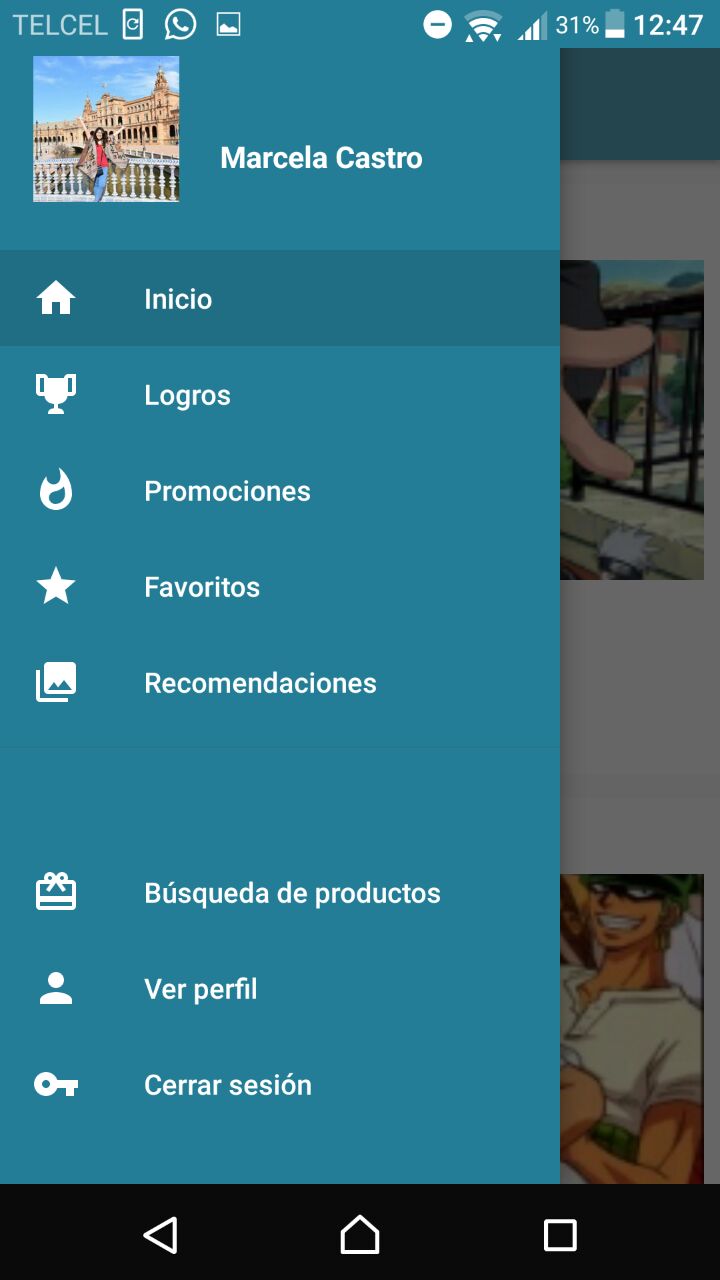 TELCEL 31% 12:47
Marcela Castro
Inicio
Logros
Promociones
Favoritos
Recomendaciones
Búsqueda de productos
Ver perfil
Cerrar sesión